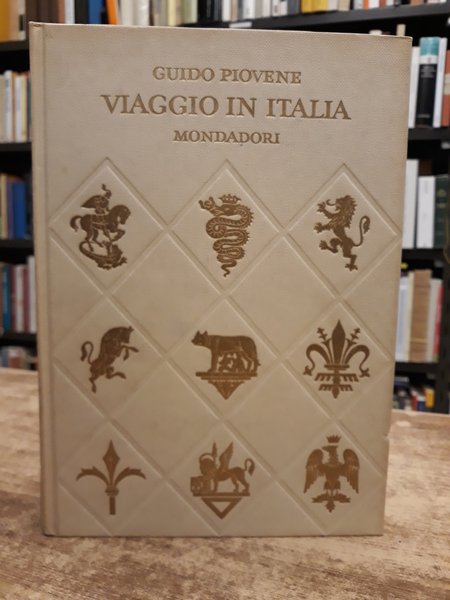 GUIDO PIOVENE
VIAGGIO IN ITALIA
MONDADORI